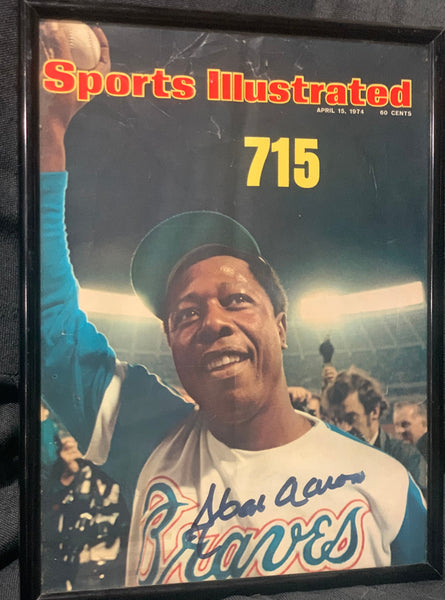 Sports Illustrated
APRIL 15, 1974 60 CENTS
715
Hank Aaron
Braves